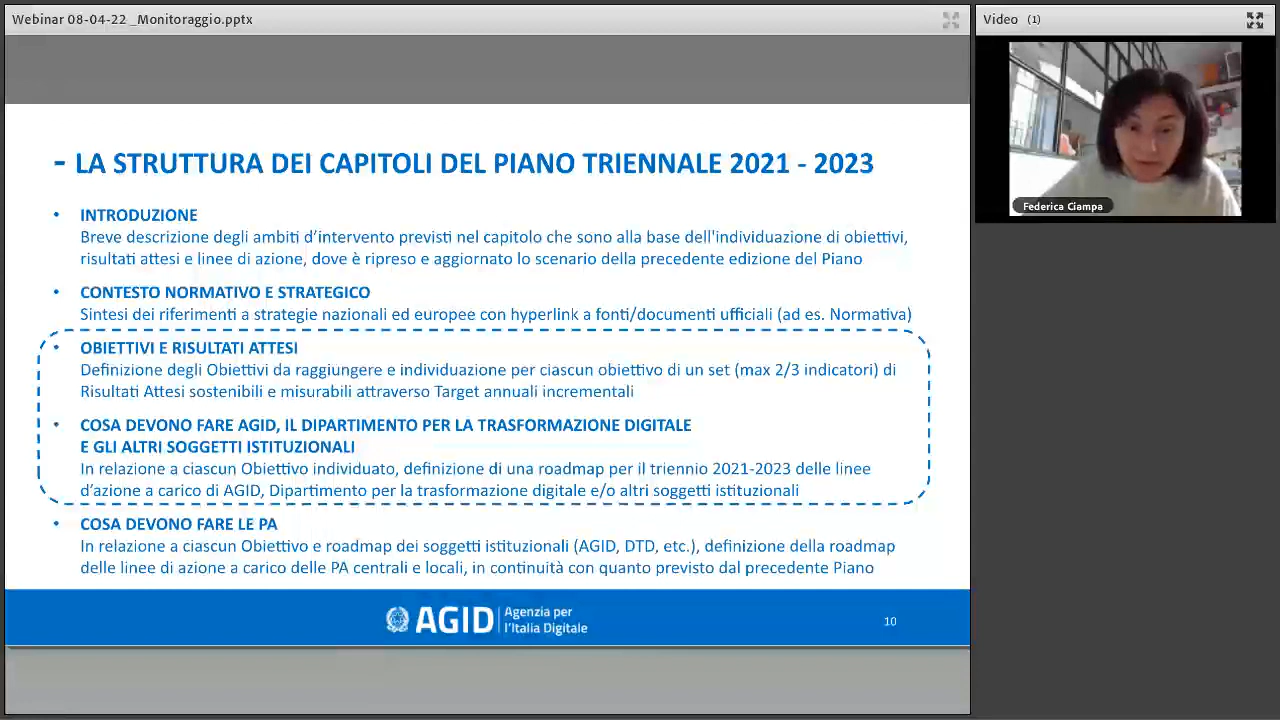 Webinar 08-04-22 _Monitoraggio.pptx
Video (1)
Federica Ciampa
- LA STRUTTURA DEI CAPITOLI DEL PIANO TRIENNALE 2021 - 2023
• INTRODUZIONE
Breve descrizione degli ambiti d'intervento previsti nel capitolo che sono alla base dell'individuazione di obiettivi,
risultati attesi e linee di azione, dove è ripreso e aggiornato lo scenario della precedente edizione del Piano
• CONTESTO NORMATIVO E STRATEGICO
Sintesi dei riferimenti a strategie nazionali ed europee con hyperlink a fonti/documenti ufficiali (ad es. Normativa)
• OBIETTIVI E RISULTATI ATTESI
Definizione degli Obiettivi da raggiungere e individuazione per ciascun obiettivo di un set (max 2/3 indicatori) di
Risultati Attesi sostenibili e misurabili attraverso Target annuali incrementali
• COSA DEVONO FARE AGID, IL DIPARTIMENTO PER LA TRASFORMAZIONE DIGITALE
E GLI ALTRI SOGGETTI ISTITUZIONALI
In relazione a ciascun Obiettivo individuato, definizione di una roadmap per il triennio 2021-2023 delle linee
d'azione a carico di AGID, Dipartimento per la trasformazione digitale e/o altri soggetti istituzionali
• COSA DEVONO FARE LE PA
In relazione a ciascun Obiettivo e roadmap dei soggetti istituzionali (AGID, DTD, etc.), definizione della roadmap
delle linee di azione a carico delle PA centrali e locali, in continuità con quanto previsto dal precedente Piano
AGID
Agenzia per
l'Italia Digitale
10